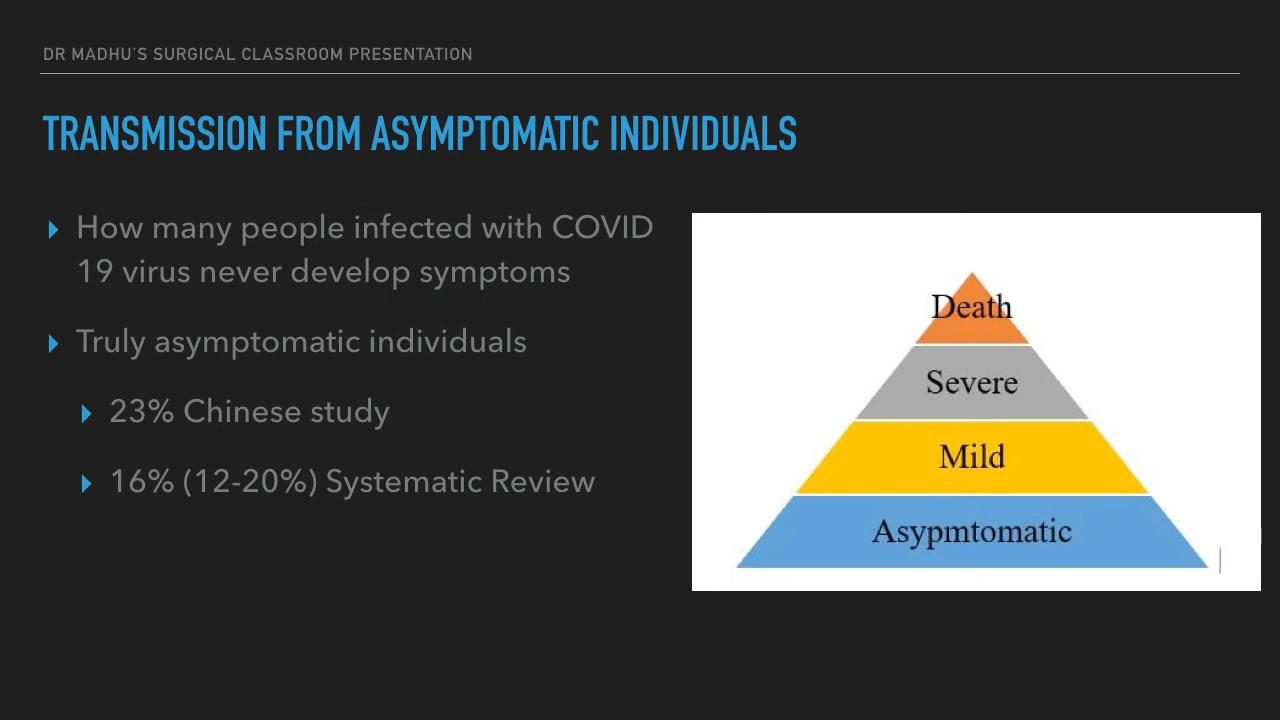 DR MADHU'S SURGICAL CLASSROOM PRESENTATION
TRANSMISSION FROM ASYMPTOMATIC INDIVIDUALS
How many people infected with COVID
19 virus never develop symptoms
Truly asymptomatic individuals
23% Chinese study
16% (12-20%) Systematic Review
Death
Severe
Mild
Asypmtomatic